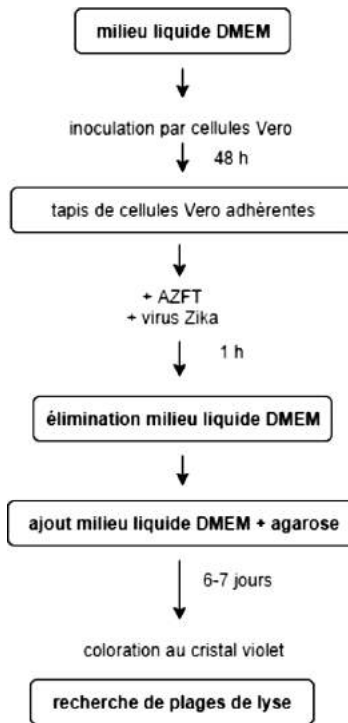 milieu liquide DMEM
inoculation par cellules Vero
48 h
tapis de cellules Vero adhérentes
+ AZFT
+ virus Zika
1 h
élimination milieu liquide DMEM
ajout milieu liquide DMEM + agarose
6-7 jours
coloration au cristal violet
recherche de plages de lyse